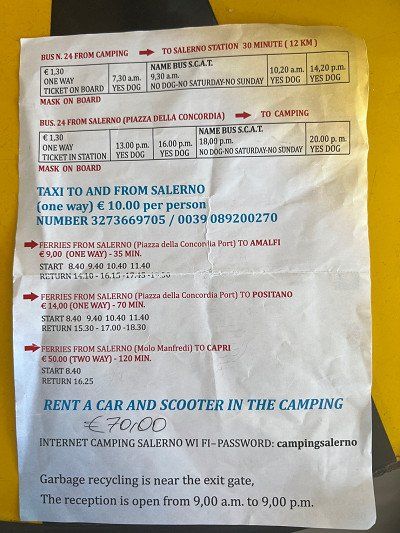 BUS N. 24 FROM CAMPING → TO SALERNO STATION 30 MINUTE ( 12 KM )
€ 1,30 ONE WAY TICKET ON BOARD
7,30 a.m. YES DOG
NAME BUS S.C.A.T. 9,30 a.m. NO DOG-NO SATURDAY-NO SUNDAY
10,20 a.m. YES DOG
14,20 p.m. YES DOG
MASK ON BOARD
BUS. 24 FROM SALERNO (PIAZZA DELLA CONCORDIA) → TO CAMPING
€ 1,30 ONE WAY TICKET IN STATION
13.00 p.m. YES DOG
16.00 p.m. YES DOG
NAME BUS S.C.A.T. 18,00 p.m. NO DOG-NO SATURDAY-NO SUNDAY
20.00 p. m. YES DOG
MASK ON BOARD
TAXI TO AND FROM SALERNO
(one way) € 10.00 per person
NUMBER 3273669705 / 0039 089200270
FERRIES FROM SALERNO (Piazza della Concordia Port) TO AMALFI
€ 9,00 (ONE WAY) - 35 MIN.
START 8.40 9.40 10.40 11.40
RETURN 14.10 - 16.15
FERRIES FROM SALERNO (Piazza della Concordia Port) TO POSITANO
€ 14,00 (ONE WAY) - 70 MIN.
START 8.40 9.40 10.40 11.40
RETURN 15.30 - 17.00 -18.30
FERRIES FROM SALERNO (Molo Manfredi) TO CAPRI
€ 50.00 (TWO WAY) - 120 MIN.
START 8.40
RETURN 16.25
RENT A CAR AND SCOOTER IN THE CAMPING
€70,00
INTERNET CAMPING SALERNO WI FI–PASSWORD: campingsalerno
Garbage recycling is near the exit gate,
The reception is open from 9,00 a.m. to 9,00 p.m.